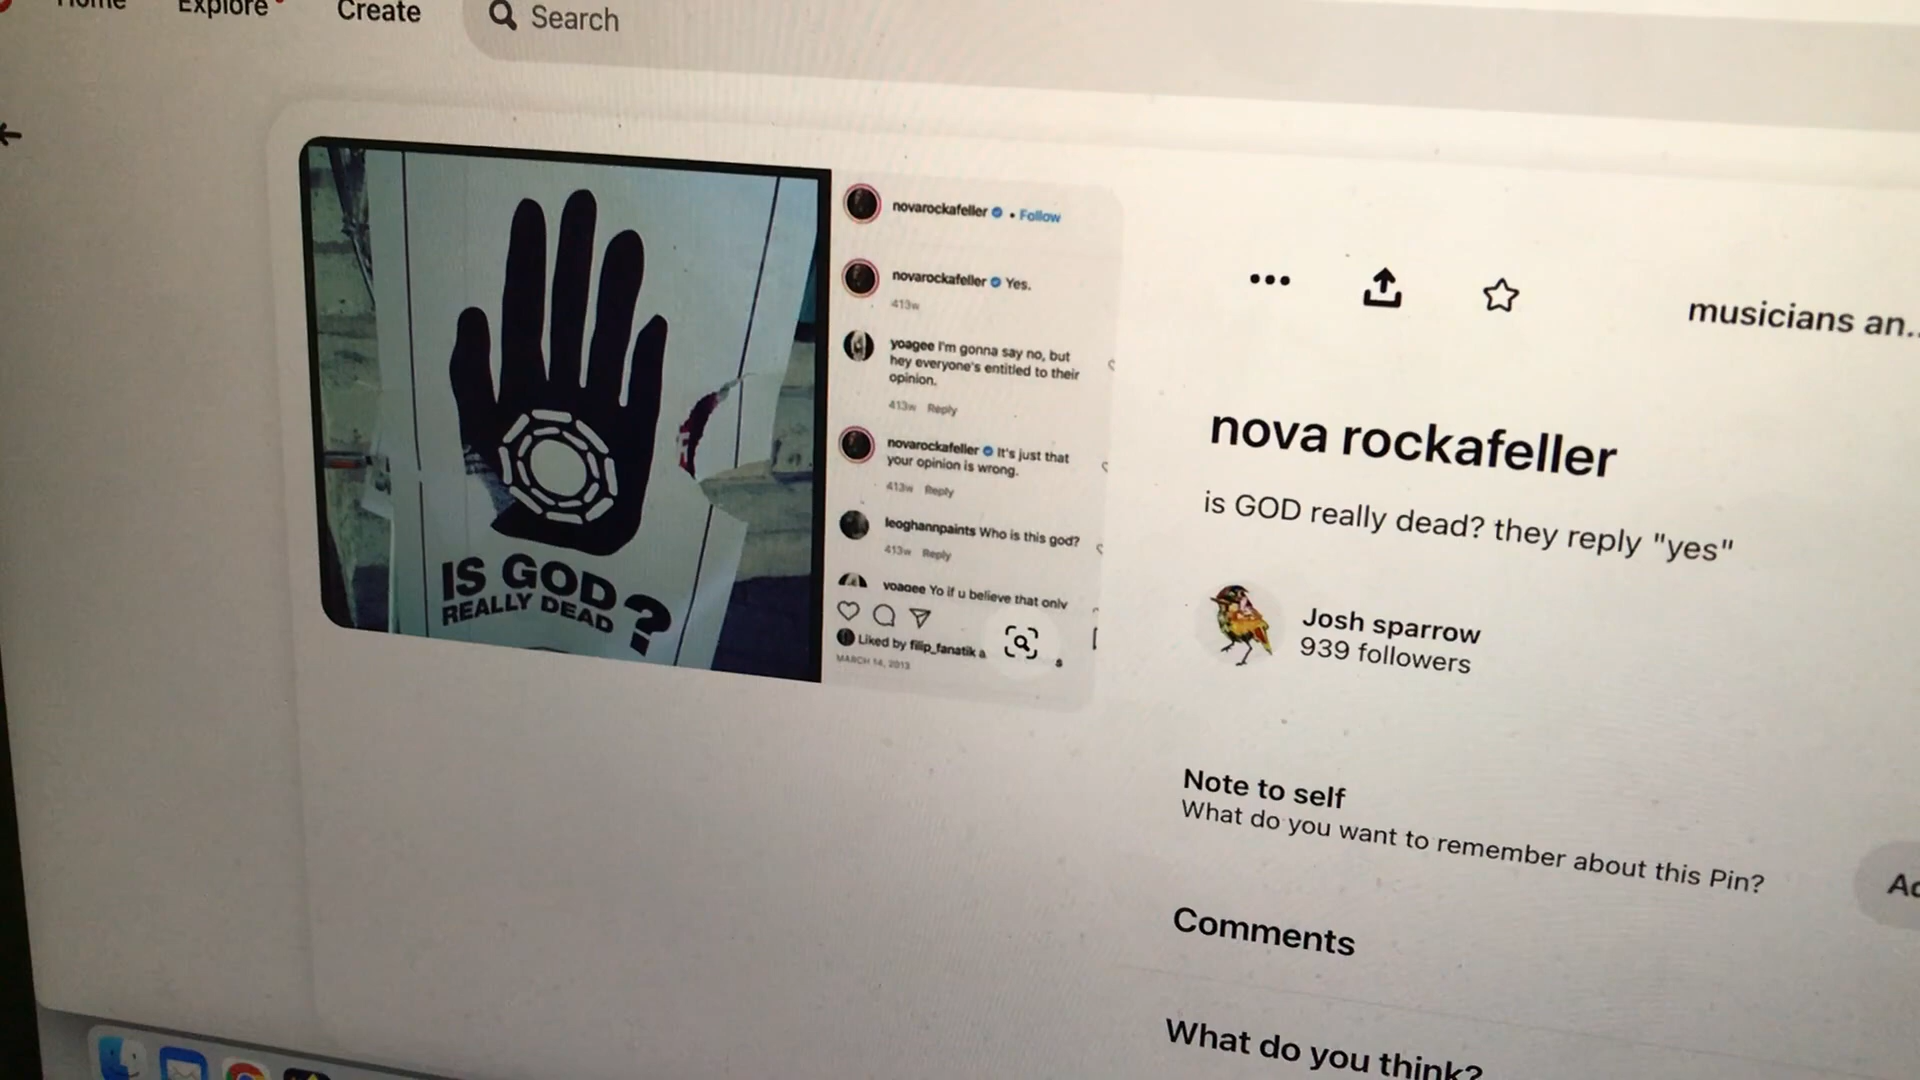 Home Explore Create Search
novarockafeller • Follow
novarockafeller Yes.
413w
yoagee I'm gonna say no, but
hey everyone's entitled to their
opinion.
413w Reply
novarockafeller It's just that
your opinion is wrong.
413w Reply
leoghannpaints Who is this god?
413w Reply
yoagee Yo if u believe that only
Liked by filip_fanatik a
s
MARCH 14, 2013
IS GOD
REALLY DEAD?
musicians an...
nova rockafeller
is GOD really dead? they reply "yes"
Josh sparrow
939 followers
Note to self
What do you want to remember about this Pin?
Comments
What do you think?